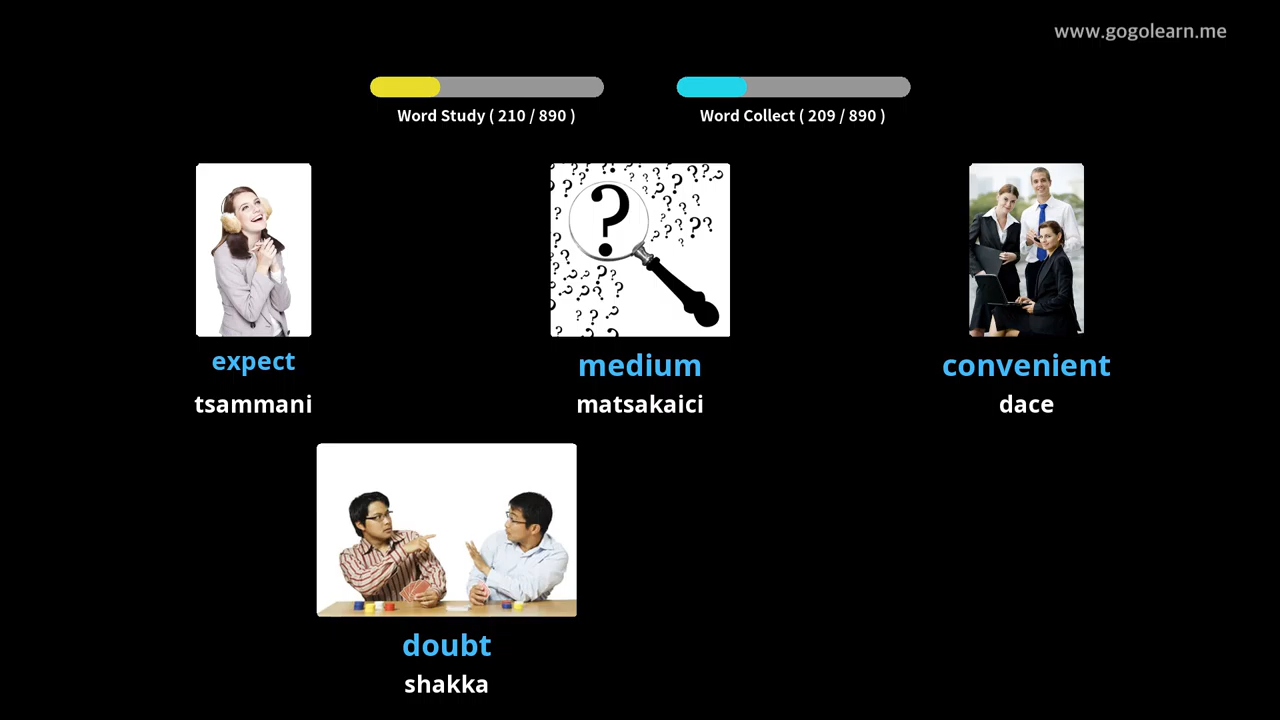 www.gogolearn.me
Word Study ( 210 / 890 )
Word Collect ( 209 / 890 )
expect
tsammani
medium
matsakaici
convenient
dace
doubt
shakka